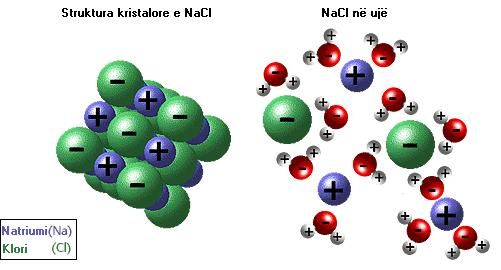 Struktura kristalore e NaCl
NaCl në ujë
Natriumi(Na)
Klori (Cl)